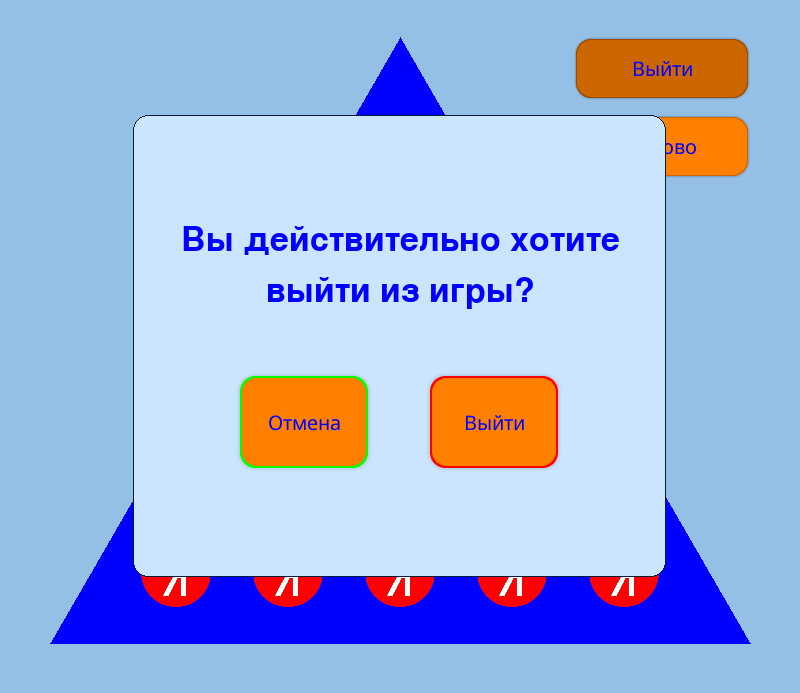 Выйти
Вы действительно хотите
выйти из игры?
Отмена
Выйти